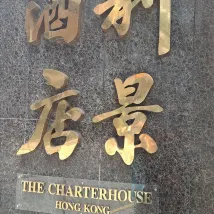 利景
酒店
THE CHARTERHOUSE
HONG KONG